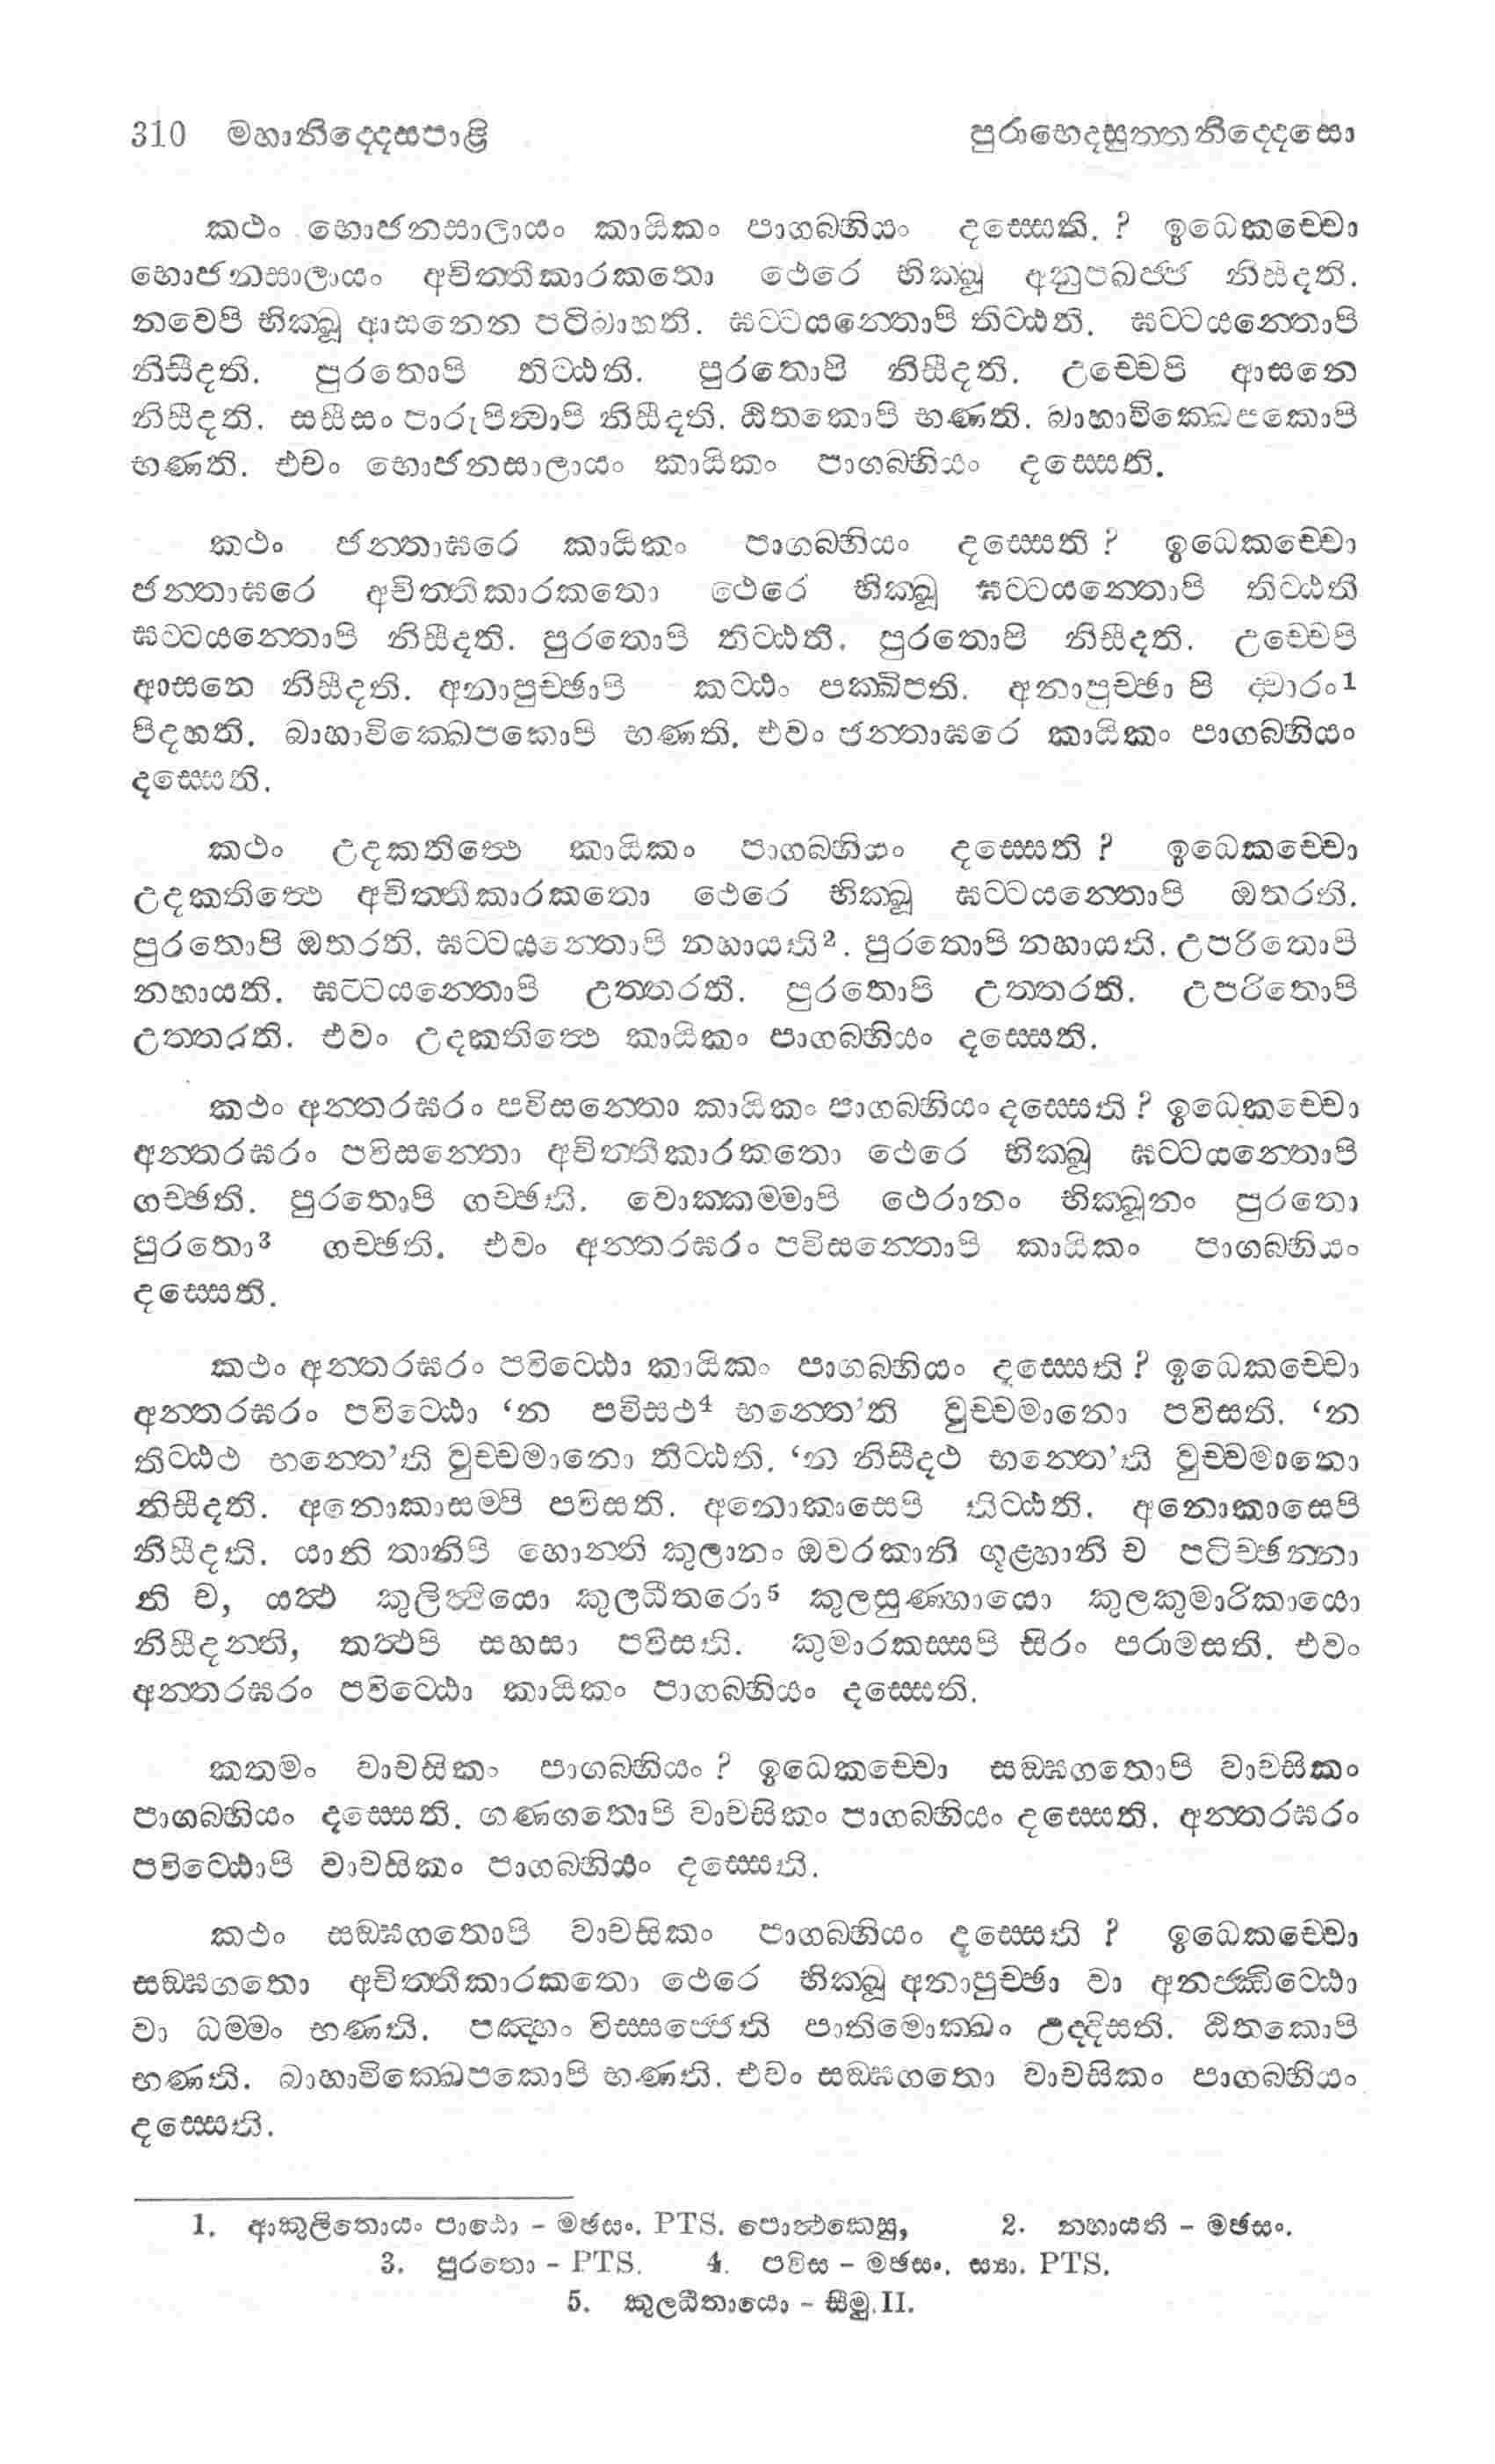 310 මහානිද්දෙසපාළි පුරාභෙදසුත්තනිද්දෙසො
කථං භොජනසාලායං කායිකං පාගබ්භියං දස්සෙති. ? ඉධෙකච්චො
භොජනසාලායං අචිත්තීකාරකතො ථෙරෙ භික්ඛූ අනුපඛජ්ජ නිසීදති.
නවෙපි භික්ඛූ ආසනෙන පටිබාහති. ඝට්ටයන්තොපි තිට්ඨති. ඝට්ටයන්තොපි
නිසීදති. පුරතොපි තිට්ඨති. පුරතොපි නිසීදති. උච්චෙපි ආසනෙ
නිසීදති. සසීසං පාරුපිත්වාපි නිසීදති. ඨිතකොපි භණති. බාහාවික්ඛෙපකොපි
භණති. එවං භොජනසාලායං කායිකං පාගබ්භියං දස්සෙති.
කථං ජන්තාඝරෙ කායිකං පාගබ්භියං දස්සෙති ? ඉධෙකච්චො
ජන්තාඝරෙ අචිත්තිකාරකතො ථෙරෙ භික්ඛූ ඝට්ටයන්තොපි තිට්ඨති
ඝට්ටයන්තොපි නිසීදති. පුරතොපි තිට්ඨති. පුරතොපි නිසීදති. උච්චෙපි
ආසනෙ නිසීදති. අනාපුච්ඡාපි කට්ඨං පක්ඛිපති. අනාපුච්ඡා පි ද්වාරං¹
පිදහති. බාහාවික්ඛෙපකොපි භණති. එවං ජන්තාඝරෙ කායිකං පාගබ්භියං
දස්සෙති.
කථං උදකතිත්ථෙ කායිකං පාගබ්භියං දස්සෙති ? ඉධෙකච්චො
උදකතිත්ථෙ අචිත්තීකාරකතො ථෙරෙ භික්ඛූ ඝට්ටයන්තොපි ඔතරති.
පුරතොපි ඔතරති. ඝට්ටයන්තොපි නහායති². පුරතොපි නහායති. උපරිතොපි
නහායති. ඝට්ටයන්තොපි උත්තරති. පුරතොපි උත්තරති. උපරිතොපි
උත්තරති. එවං උදකතිත්ථෙ කායිකං පාගබ්භියං දස්සෙති.
කථං අන්තරඝරං පවිසන්තො කායිකං පාගබ්භියං දස්සෙති ? ඉධෙකච්චො
අන්තරඝරං පවිසන්තො අචිත්තීකාරකතො ථෙරෙ භික්ඛූ ඝට්ටයන්තොපි
ගච්ඡති. පුරතොපි ගච්ඡති. වොක්කම්මාපි ථෙරානං භික්ඛූනං පුරතො
පුරතො³ ගච්ඡති. එවං අන්තරඝරං පවිසන්තොපි කායිකං පාගබ්භියං
දස්සෙති.
කථං අන්තරඝරං පවිට්ඨො කායිකං පාගබ්භියං දස්සෙති ? ඉධෙකච්චො
අන්තරඝරං පවිට්ඨො ‘න පවිසථ⁴ භන්තෙ’ති වුච්චමානො පවිසති. ‘න
තිට්ඨථ භන්තෙ’ති වුච්චමානො තිට්ඨති. ‘න නිසීදථ භන්තෙ’ති වුච්චමානො
නිසීදති. අනොකාසම්පි පවිසති. අනොකාසෙපි තිට්ඨති. අනොකාසෙපි
නිසීදති. යානි තානිපි හොන්ති කුලානං ඔවරකානි ගූළ්හානි ච පටිච්ඡන්නා
නි ච, යත්ථ කුලිත්ථියො කුලධීතරො⁵ කුලසුණ්හායො කුලකුමාරිකායො
නිසීදන්ති, තත්ථපි සහසා පවිසති. කුමාරකස්සපි සිරං පරාමසති. එවං
අන්තරඝරං පවිට්ඨො කායිකං පාගබ්භියං දස්සෙති.
කතමං වාචසිකං පාගබ්භියං ? ඉධෙකච්චො සඞ්ඝගතොපි වාචසිකං
පාගබ්භියං දස්සෙති. ගණගතොපි වාචසිකං පාගබ්භියං දස්සෙති. අන්තරඝරං
පවිට්ඨොපි වාචසිකං පාගබ්භියං දස්සෙති.
කථං සඞ්ඝගතොපි වාචසිකං පාගබ්භියං දස්සෙති ? ඉධෙකච්චො
සඞ්ඝගතො අචිත්තීකාරකතො ථෙරෙ භික්ඛූ අනාපුච්ඡා වා අනජ්ඣිට්ඨො
වා ධම්මං භණති. පඤ්හං විස්සජ්ජෙති පාතිමොක්ඛං උද්දිසති. ඨිතකොපි
භණති. බාහාවික්ඛෙපකොපි භණති. එවං සඞ්ඝගතො වාචසිකං පාගබ්භියං
දස්සෙති.
1. ආකුලිතොයං පාඨො – මඡසං. PTS. පොත්ථකෙසු, 2. න්හායති – මඡසං.
3. පුරතො – PTS. 4. පවිස – මඡසං. ස්‍යා. PTS.
5. කුලධීතායො – සීමු. II.